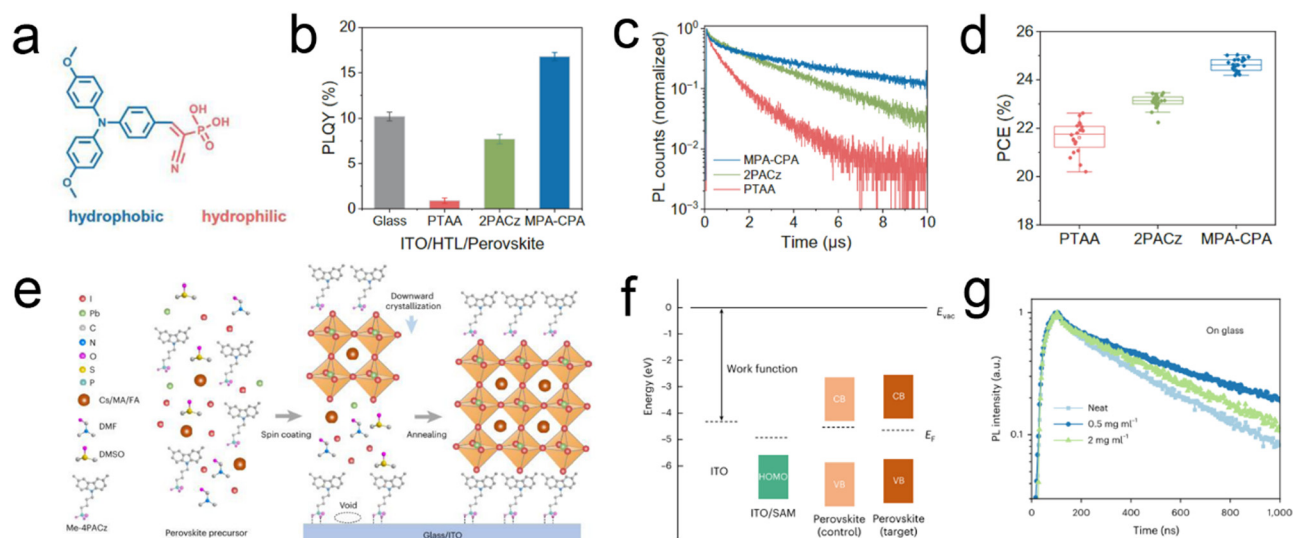 a
OH
P
OH
O
N
O
N
O
hydrophobic hydrophilic
b
PLQY (%)
20
15
10
5
0
Glass PTAA 2PACz MPA-CPA
ITO/HTL/Perovskite
c
PL counts (normalized)
10⁰
10⁻¹
10⁻²
10⁻³
MPA-CPA
2PACz
PTAA
0 2 4 6 8 10
Time (µs)
d
PCE (%)
26
24
22
20
18
PTAA 2PACz MPA-CPA
e
I
Pb
C
N
O
S
P
Cs/MA/FA
DMF
DMSO
Me-4PACz
Perovskite precursor
Spin coating
Downward
crystallization
Annealing
Void
Glass/ITO
f
Energy (eV)
0
−1
−2
−3
−4
−5
−6
Evac
Work function
CB
CB
EF
ITO
HOMO
VB
VB
ITO/SAM
Perovskite
(control)
Perovskite
(target)
g
PL intensity (a.u.)
1
0.1
On glass
Neat
0.5 mg ml⁻¹
2 mg ml⁻¹
0 200 400 600 800 1,000
Time (ns)